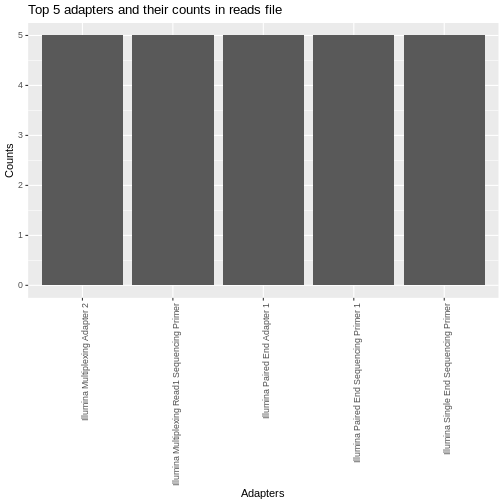 Top 5 adapters and their counts in reads file
Counts
5
4
3
2
1
0
Illumina Multiplexing Adapter 2
Illumina Multiplexing Read1 Sequencing Primer
Illumina Paired End Adapter 1
Illumina Paired End Sequencing Primer 1
Illumina Single End Sequencing Primer
Adapters